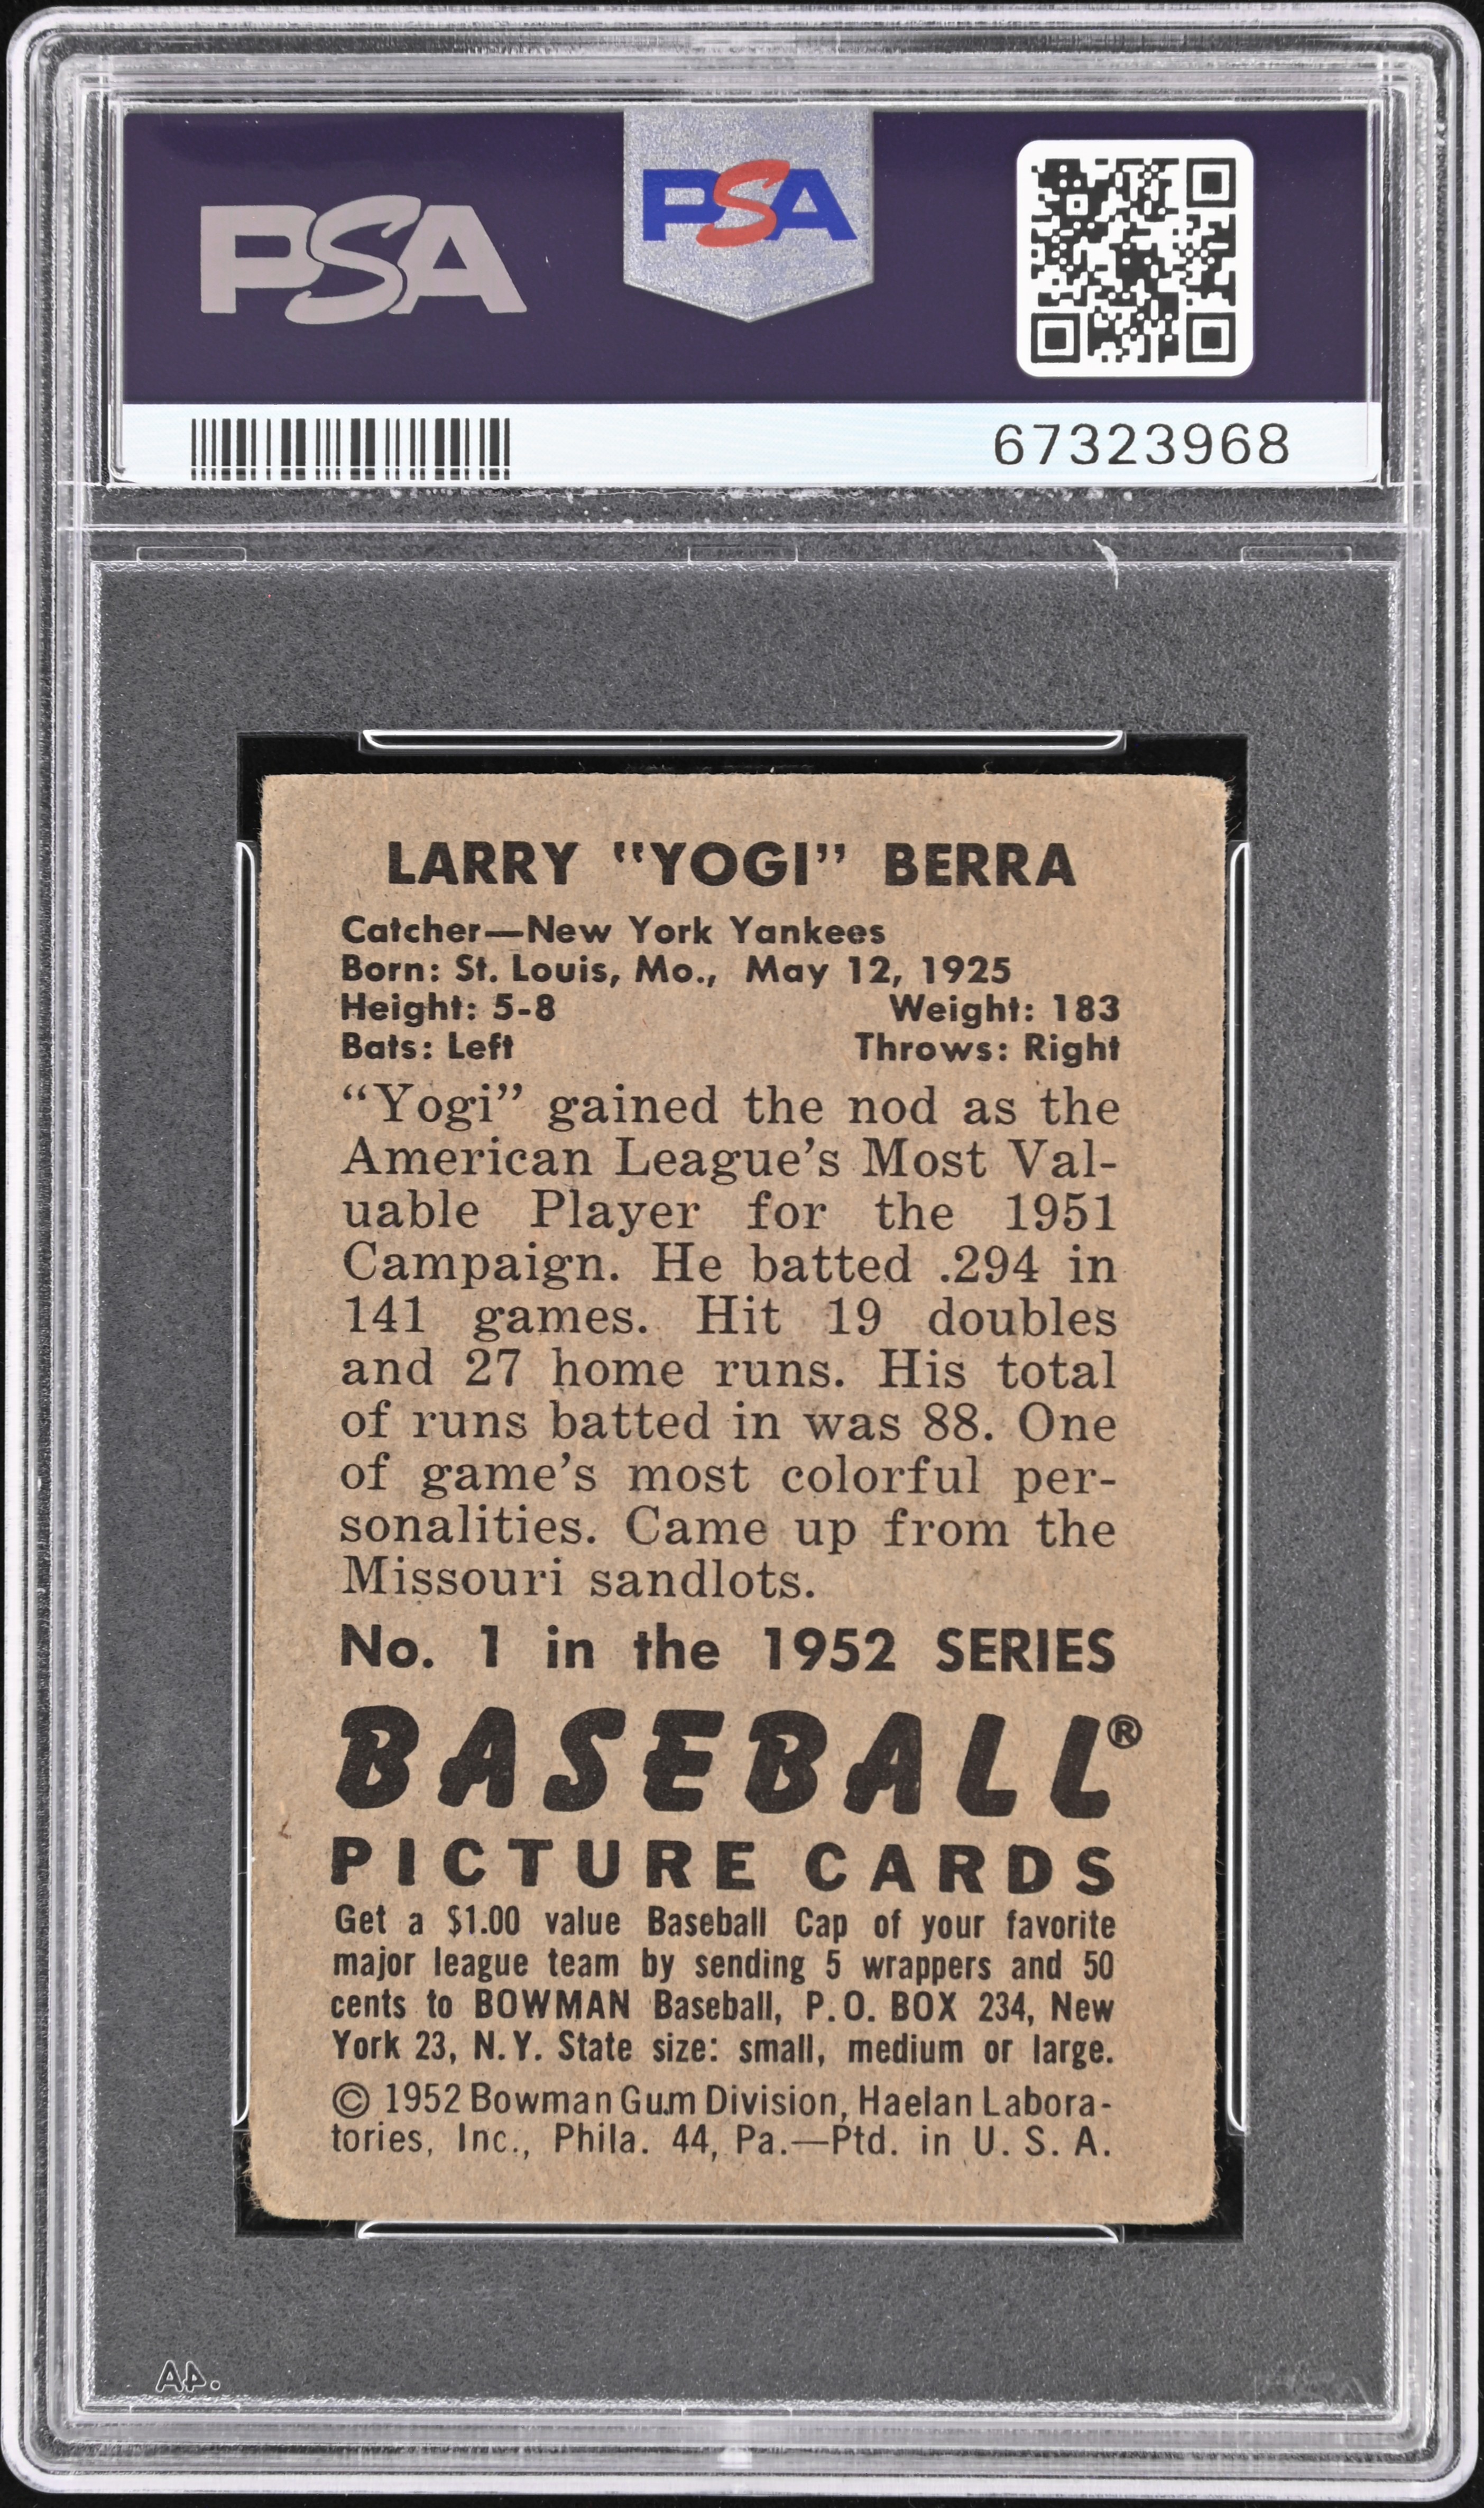 PSA
PSA
67323968
LARRY "YOGI" BERRA
Catcher—New York Yankees
Born: St. Louis, Mo., May 12, 1925
Height: 5-8 Weight: 183
Bats: Left Throws: Right
“Yogi” gained the nod as the
American League’s Most Val-
uable Player for the 1951
Campaign. He batted .294 in
141 games. Hit 19 doubles
and 27 home runs. His total
of runs batted in was 88. One
of game’s most colorful per-
sonalities. Came up from the
Missouri sandlots.
No. 1 in the 1952 SERIES
BASEBALL®
PICTURE CARDS
Get a $1.00 value Baseball Cap of your favorite
major league team by sending 5 wrappers and 50
cents to BOWMAN Baseball, P.O. BOX 234, New
York 23, N.Y. State size: small, medium or large.
© 1952 Bowman Gum Division, Haelan Labora-
tories, Inc., Phila. 44, Pa.—Ptd. in U. S. A.